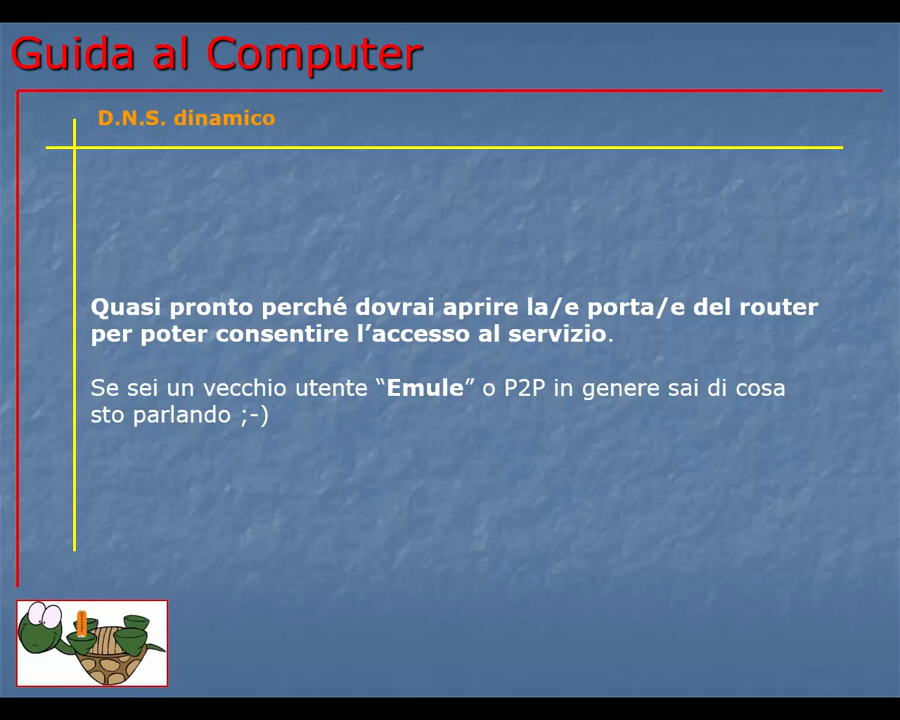 Guida al Computer
D.N.S. dinamico
Quasi pronto perché dovrai aprire la/e porta/e del router
per poter consentire l’accesso al servizio.
Se sei un vecchio utente “Emule” o P2P in genere sai di cosa
sto parlando ;-)